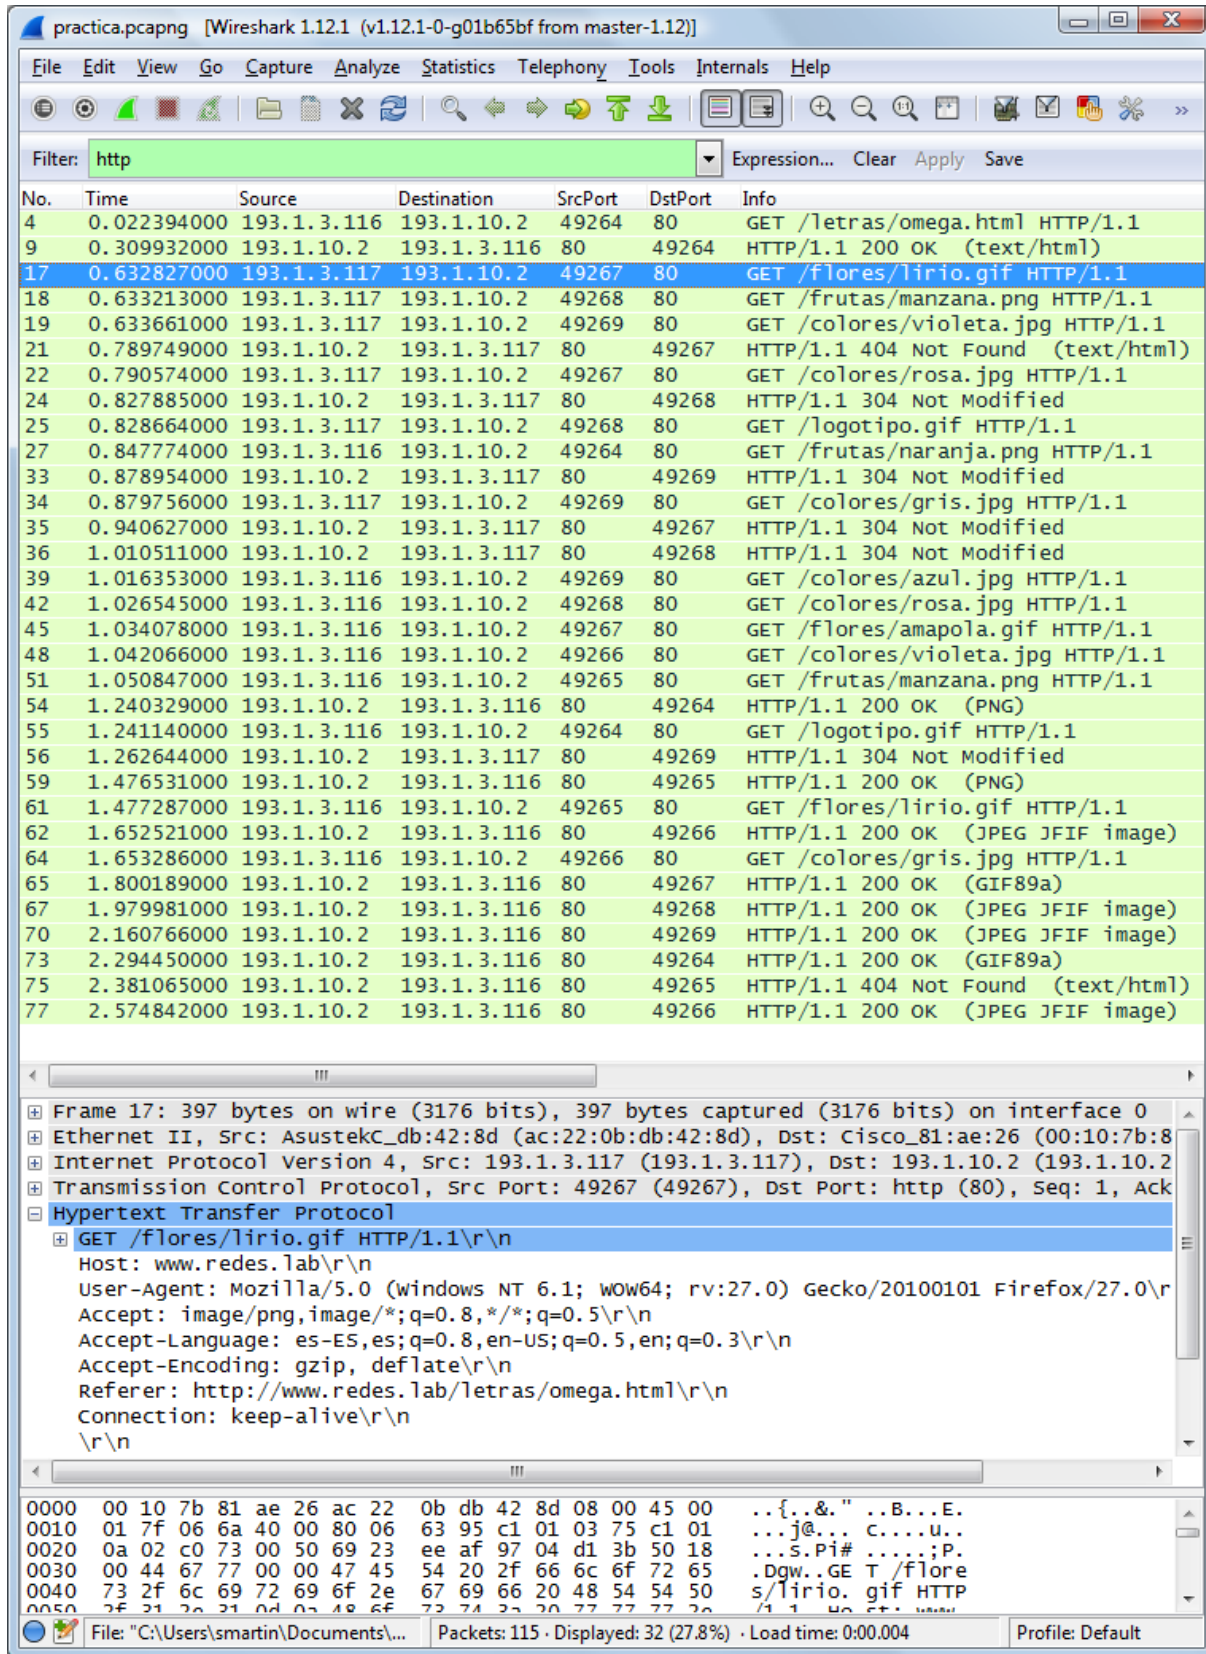 practica.pcapng [Wireshark 1.12.1 (v1.12.1-0-g01b65bf from master-1.12)]
File Edit View Go Capture Analyze Statistics Telephony Tools Internals Help
Filter: http Expression... Clear Apply Save
No. Time Source Destination SrcPort DstPort Info
4 0.022394000 193.1.3.116 193.1.10.2 49264 80 GET /letras/omega.html HTTP/1.1
9 0.309932000 193.1.10.2 193.1.3.116 80 49264 HTTP/1.1 200 OK (text/html)
17 0.632827000 193.1.3.117 193.1.10.2 49267 80 GET /flores/lirio.gif HTTP/1.1
18 0.633213000 193.1.3.117 193.1.10.2 49268 80 GET /frutas/manzana.png HTTP/1.1
19 0.633661000 193.1.3.117 193.1.10.2 49269 80 GET /colores/violeta.jpg HTTP/1.1
21 0.789749000 193.1.10.2 193.1.3.117 80 49267 HTTP/1.1 404 Not Found (text/html)
22 0.790574000 193.1.3.117 193.1.10.2 49267 80 GET /colores/rosa.jpg HTTP/1.1
24 0.827885000 193.1.10.2 193.1.3.117 80 49268 HTTP/1.1 304 Not Modified
25 0.828664000 193.1.3.117 193.1.10.2 49268 80 GET /logotipo.gif HTTP/1.1
27 0.847774000 193.1.3.116 193.1.10.2 49264 80 GET /frutas/naranja.png HTTP/1.1
33 0.878954000 193.1.10.2 193.1.3.117 80 49269 HTTP/1.1 304 Not Modified
34 0.879756000 193.1.3.117 193.1.10.2 49269 80 GET /colores/gris.jpg HTTP/1.1
35 0.940627000 193.1.10.2 193.1.3.117 80 49267 HTTP/1.1 304 Not Modified
36 1.010511000 193.1.10.2 193.1.3.117 80 49268 HTTP/1.1 304 Not Modified
39 1.016353000 193.1.3.116 193.1.10.2 49269 80 GET /colores/azul.jpg HTTP/1.1
42 1.026545000 193.1.3.116 193.1.10.2 49268 80 GET /colores/rosa.jpg HTTP/1.1
45 1.034078000 193.1.3.116 193.1.10.2 49267 80 GET /flores/amapola.gif HTTP/1.1
48 1.042066000 193.1.3.116 193.1.10.2 49266 80 GET /colores/violeta.jpg HTTP/1.1
51 1.050847000 193.1.3.116 193.1.10.2 49265 80 GET /frutas/manzana.png HTTP/1.1
54 1.240329000 193.1.10.2 193.1.3.116 80 49264 HTTP/1.1 200 OK (PNG)
55 1.241140000 193.1.3.116 193.1.10.2 49264 80 GET /logotipo.gif HTTP/1.1
56 1.262644000 193.1.10.2 193.1.3.117 80 49269 HTTP/1.1 304 Not Modified
59 1.476531000 193.1.10.2 193.1.3.116 80 49265 HTTP/1.1 200 OK (PNG)
61 1.477287000 193.1.3.116 193.1.10.2 49265 80 GET /flores/lirio.gif HTTP/1.1
62 1.652521000 193.1.10.2 193.1.3.116 80 49266 HTTP/1.1 200 OK (JPEG JFIF image)
64 1.653286000 193.1.3.116 193.1.10.2 49266 80 GET /colores/gris.jpg HTTP/1.1
65 1.800189000 193.1.10.2 193.1.3.116 80 49267 HTTP/1.1 200 OK (GIF89a)
67 1.979981000 193.1.10.2 193.1.3.116 80 49268 HTTP/1.1 200 OK (JPEG JFIF image)
70 2.160766000 193.1.10.2 193.1.3.116 80 49269 HTTP/1.1 200 OK (JPEG JFIF image)
73 2.294450000 193.1.10.2 193.1.3.116 80 49264 HTTP/1.1 200 OK (GIF89a)
75 2.381065000 193.1.10.2 193.1.3.116 80 49265 HTTP/1.1 404 Not Found (text/html)
77 2.574842000 193.1.10.2 193.1.3.116 80 49266 HTTP/1.1 200 OK (JPEG JFIF image)
Frame 17: 397 bytes on wire (3176 bits), 397 bytes captured (3176 bits) on interface 0
Ethernet II, Src: AsustekC_db:42:8d (ac:22:0b:db:42:8d), Dst: Cisco_81:ae:26 (00:10:7b:8
Internet Protocol Version 4, Src: 193.1.3.117 (193.1.3.117), Dst: 193.1.10.2 (193.1.10.2
Transmission Control Protocol, Src Port: 49267 (49267), Dst Port: http (80), Seq: 1, Ack
Hypertext Transfer Protocol
GET /flores/lirio.gif HTTP/1.1\r\n
Host: www.redes.lab\r\n
User-Agent: Mozilla/5.0 (Windows NT 6.1; WOW64; rv:27.0) Gecko/20100101 Firefox/27.0\r
Accept: image/png,image/*;q=0.8,*/*;q=0.5\r\n
Accept-Language: es-ES,es;q=0.8,en-US;q=0.5,en;q=0.3\r\n
Accept-Encoding: gzip, deflate\r\n
Referer: http://www.redes.lab/letras/omega.html\r\n
Connection: keep-alive\r\n
\r\n
0000 00 10 7b 81 ae 26 ac 22 0b db 42 8d 08 00 45 00 ..{..&." ..B...E.
0010 01 7f 06 6a 40 00 80 06 63 95 c1 01 03 75 c1 01 ...j@... c....u..
0020 0a 02 c0 73 00 50 69 23 ee af 97 04 d1 3b 50 18 ...s.Pi# .....;P.
0030 00 44 67 77 00 00 47 45 54 20 2f 66 6c 6f 72 65 .Dgw..GE T /flore
0040 73 2f 6c 69 72 69 6f 2e 67 69 66 20 48 54 54 50 s/lirio. gif HTTP
0050 2f 31 2e 31 0d 0a 48 6f 73 74 3a 20 77 77 77 2e /1.1..Ho st: www.
File: "C:\Users\smartin\Documents\... Packets: 115 · Displayed: 32 (27.8%) · Load time: 0:00.004 Profile: Default